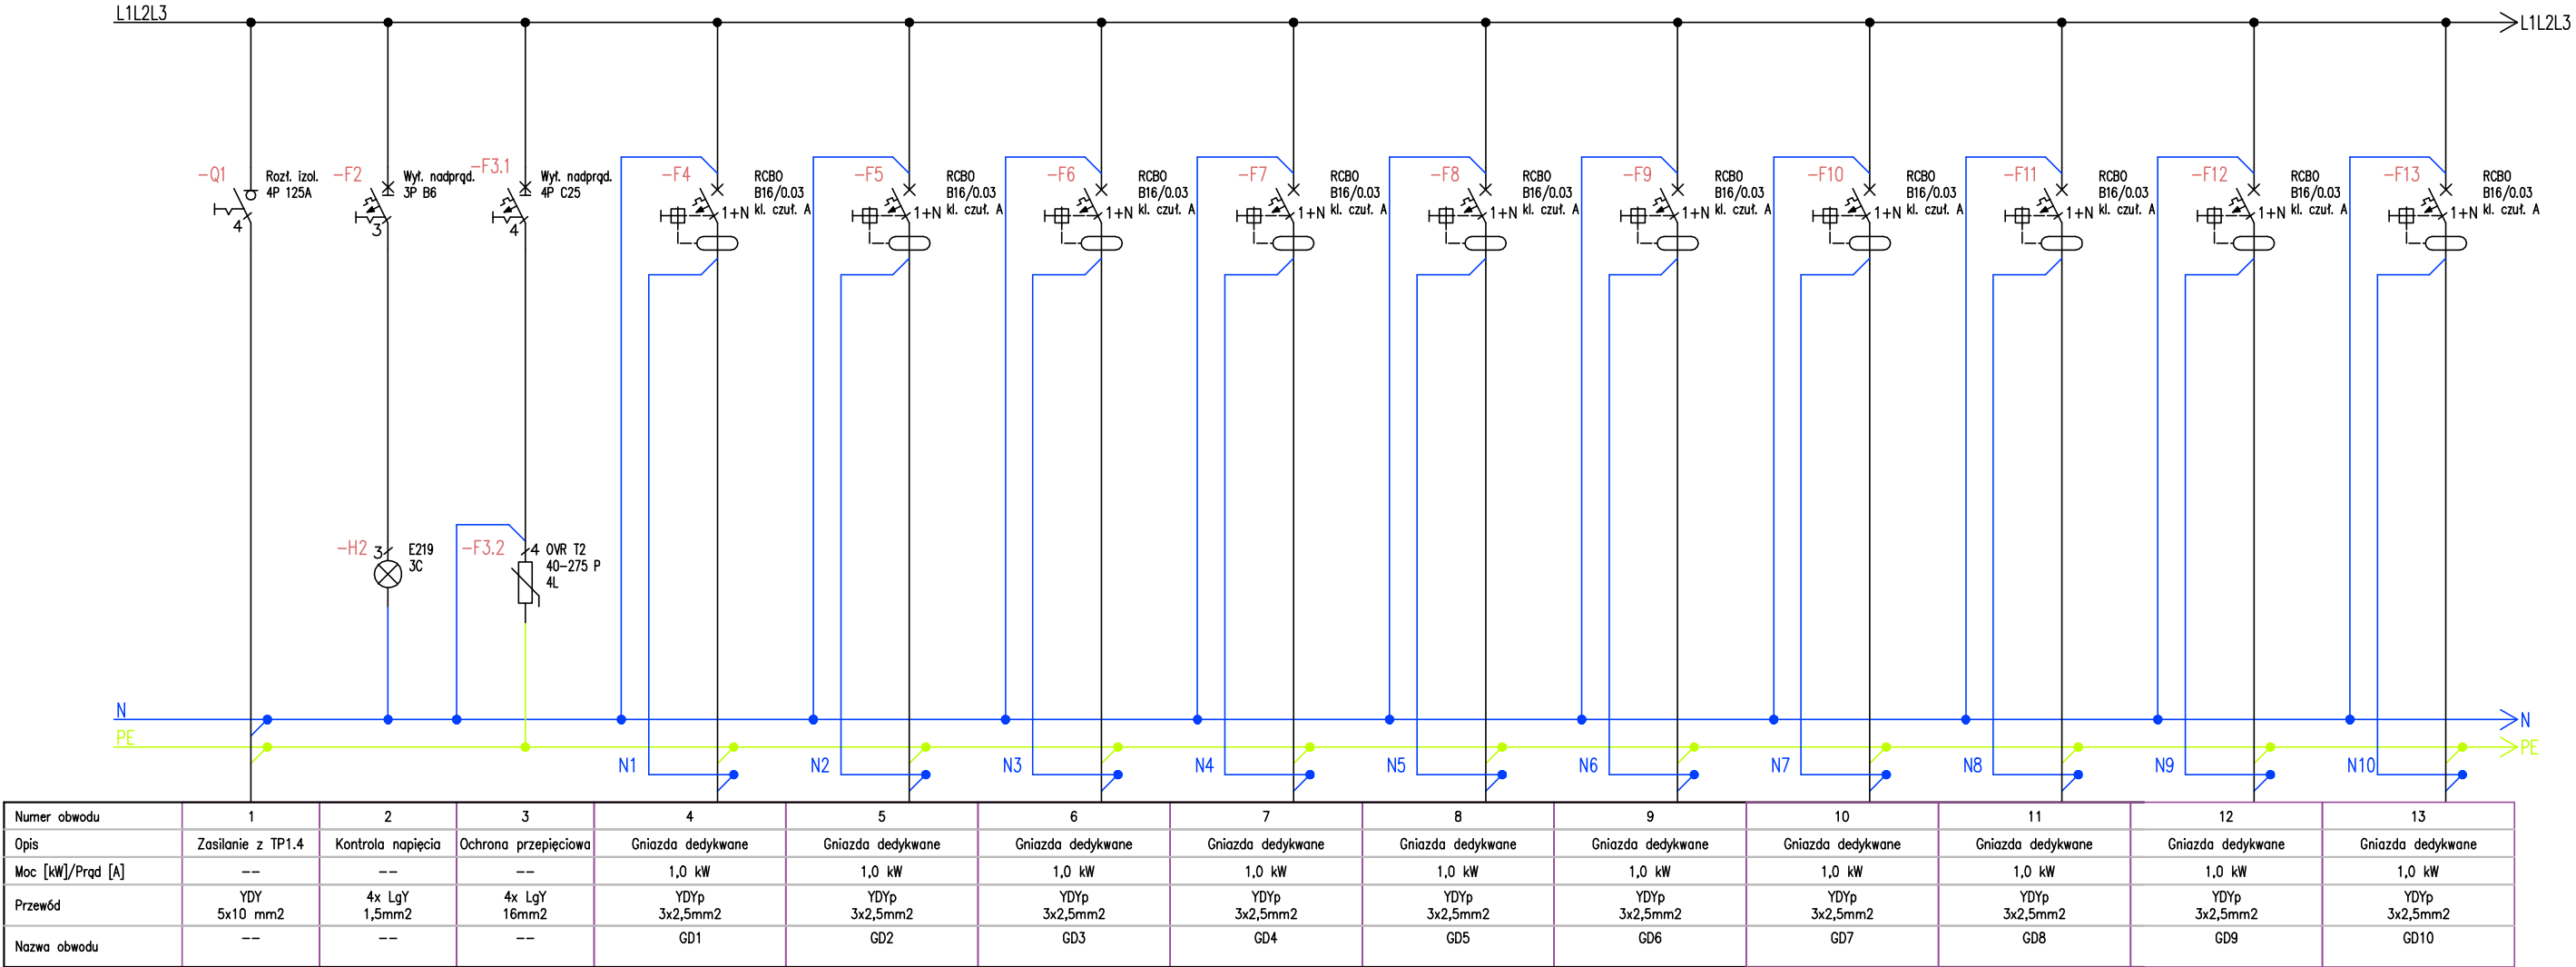 L1L2L3
L1L2L3
-Q1
Rozł. izol.
4P 125A
4
-F2
Wył. nadprąd.
3P B6
3
-F3.1
Wył. nadprąd.
4P C25
4
-F4
RCBO
B16/0.03
kl. czuł. A
1+N
-F5
RCBO
B16/0.03
kl. czuł. A
1+N
-F6
RCBO
B16/0.03
kl. czuł. A
1+N
-F7
RCBO
B16/0.03
kl. czuł. A
1+N
-F8
RCBO
B16/0.03
kl. czuł. A
1+N
-F9
RCBO
B16/0.03
kl. czuł. A
1+N
-F10
RCBO
B16/0.03
kl. czuł. A
1+N
-F11
RCBO
B16/0.03
kl. czuł. A
1+N
-F12
RCBO
B16/0.03
kl. czuł. A
1+N
-F13
RCBO
B16/0.03
kl. czuł. A
1+N
-H2
3
E219
3C
-F3.2
4
OVR T2
40-275 P
4L
N
N
PE
PE
N1
N2
N3
N4
N5
N6
N7
N8
N9
N10
Numer obwodu 1 2 3 4 5 6 7 8 9 10 11 12 13
Opis Zasilanie z TP1.4 Kontrola napięcia Ochrona przepięciowa Gniazda dedykwane Gniazda dedykwane Gniazda dedykwane Gniazda dedykwane Gniazda dedykwane Gniazda dedykwane Gniazda dedykwane Gniazda dedykwane Gniazda dedykwane Gniazda dedykwane
Moc [kW]/Prąd [A] -- -- -- 1,0 kW 1,0 kW 1,0 kW 1,0 kW 1,0 kW 1,0 kW 1,0 kW 1,0 kW 1,0 kW 1,0 kW
Przewód
YDY 4x LgY 4x LgY YDYp YDYp YDYp YDYp YDYp YDYp YDYp YDYp YDYp YDYp
5x10 mm2 1,5mm2 16mm2 3x2,5mm2 3x2,5mm2 3x2,5mm2 3x2,5mm2 3x2,5mm2 3x2,5mm2 3x2,5mm2 3x2,5mm2 3x2,5mm2 3x2,5mm2
Nazwa obwodu -- -- -- GD1 GD2 GD3 GD4 GD5 GD6 GD7 GD8 GD9 GD10